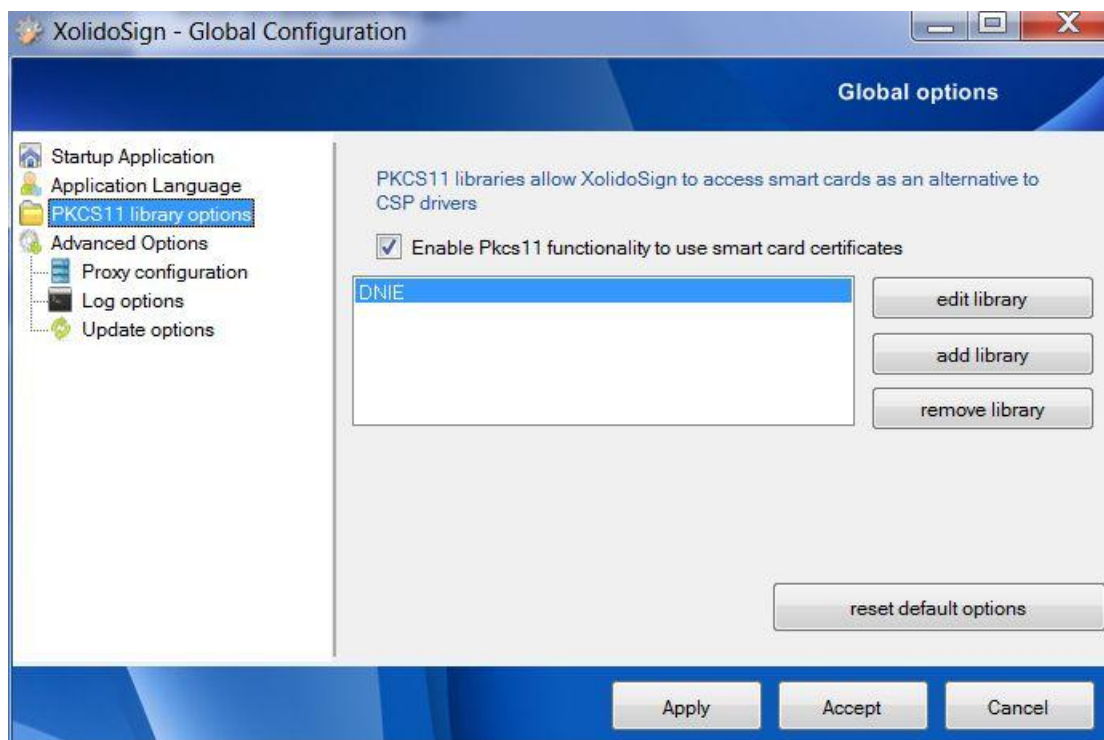 XolidoSign - Global Configuration
Global options
Startup Application
Application Language
PKCS11 library options
Advanced Options
Proxy configuration
Log options
Update options
PKCS11 libraries allow XolidoSign to access smart cards as an alternative to
CSP drivers
Enable Pkcs11 functionality to use smart card certificates
DNIE
edit library
add library
remove library
reset default options
Apply
Accept
Cancel